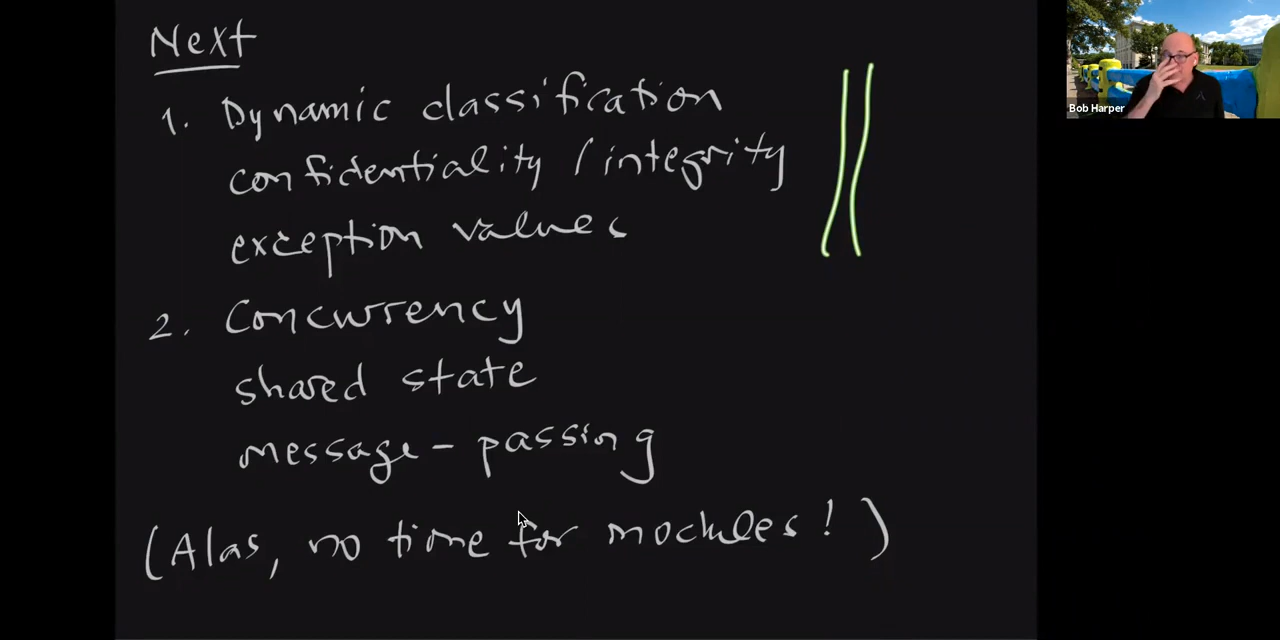 Next
1. Dynamic classification
confidentiality / integrity
exception values
2. Concurrency
shared state
message-passing
(Alas, no time for modules!)
Bob Harper